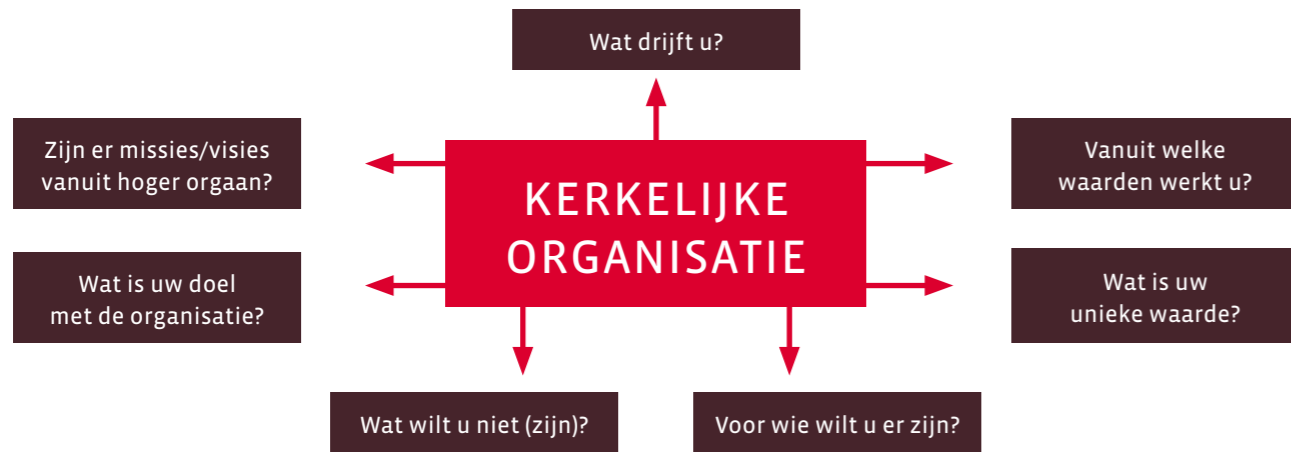 Wat drijft u?
Zijn er missies/visies
vanuit hoger orgaan?
Vanuit welke
waarden werkt u?
KERKELIJKE
ORGANISATIE
Wat is uw doel
met de organisatie?
Wat is uw
unieke waarde?
Wat wilt u niet (zijn)?
Voor wie wilt u er zijn?